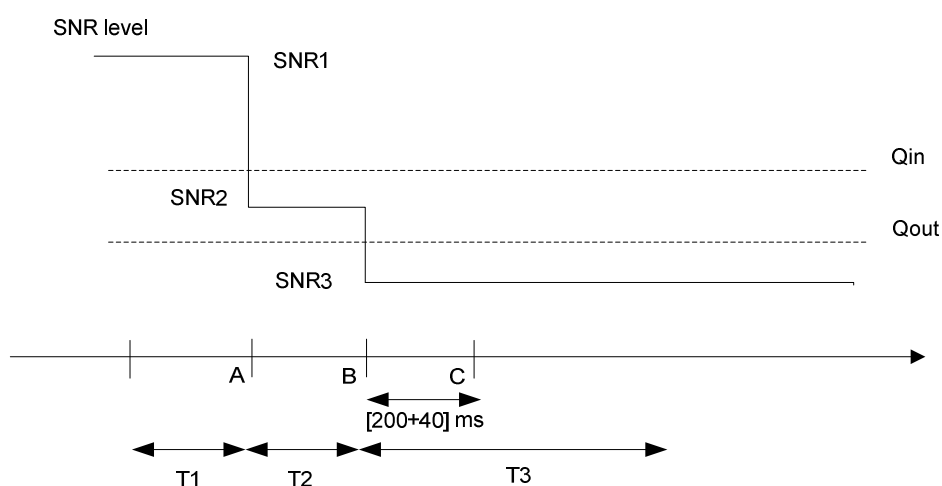 SNR level
SNR1
Qin
SNR2
Qout
SNR3
A
B
C
[200+40] ms
T1
T2
T3